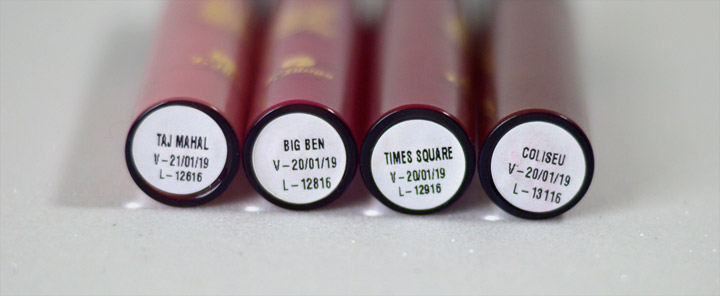 TAJ MAHAL
V-21/01/19
L-12616
BIG BEN
V-20/01/19
L-12816
TIMES SQUARE
V-20/01/19
L-12916
COLISEU
V-20/01/19
L-13116